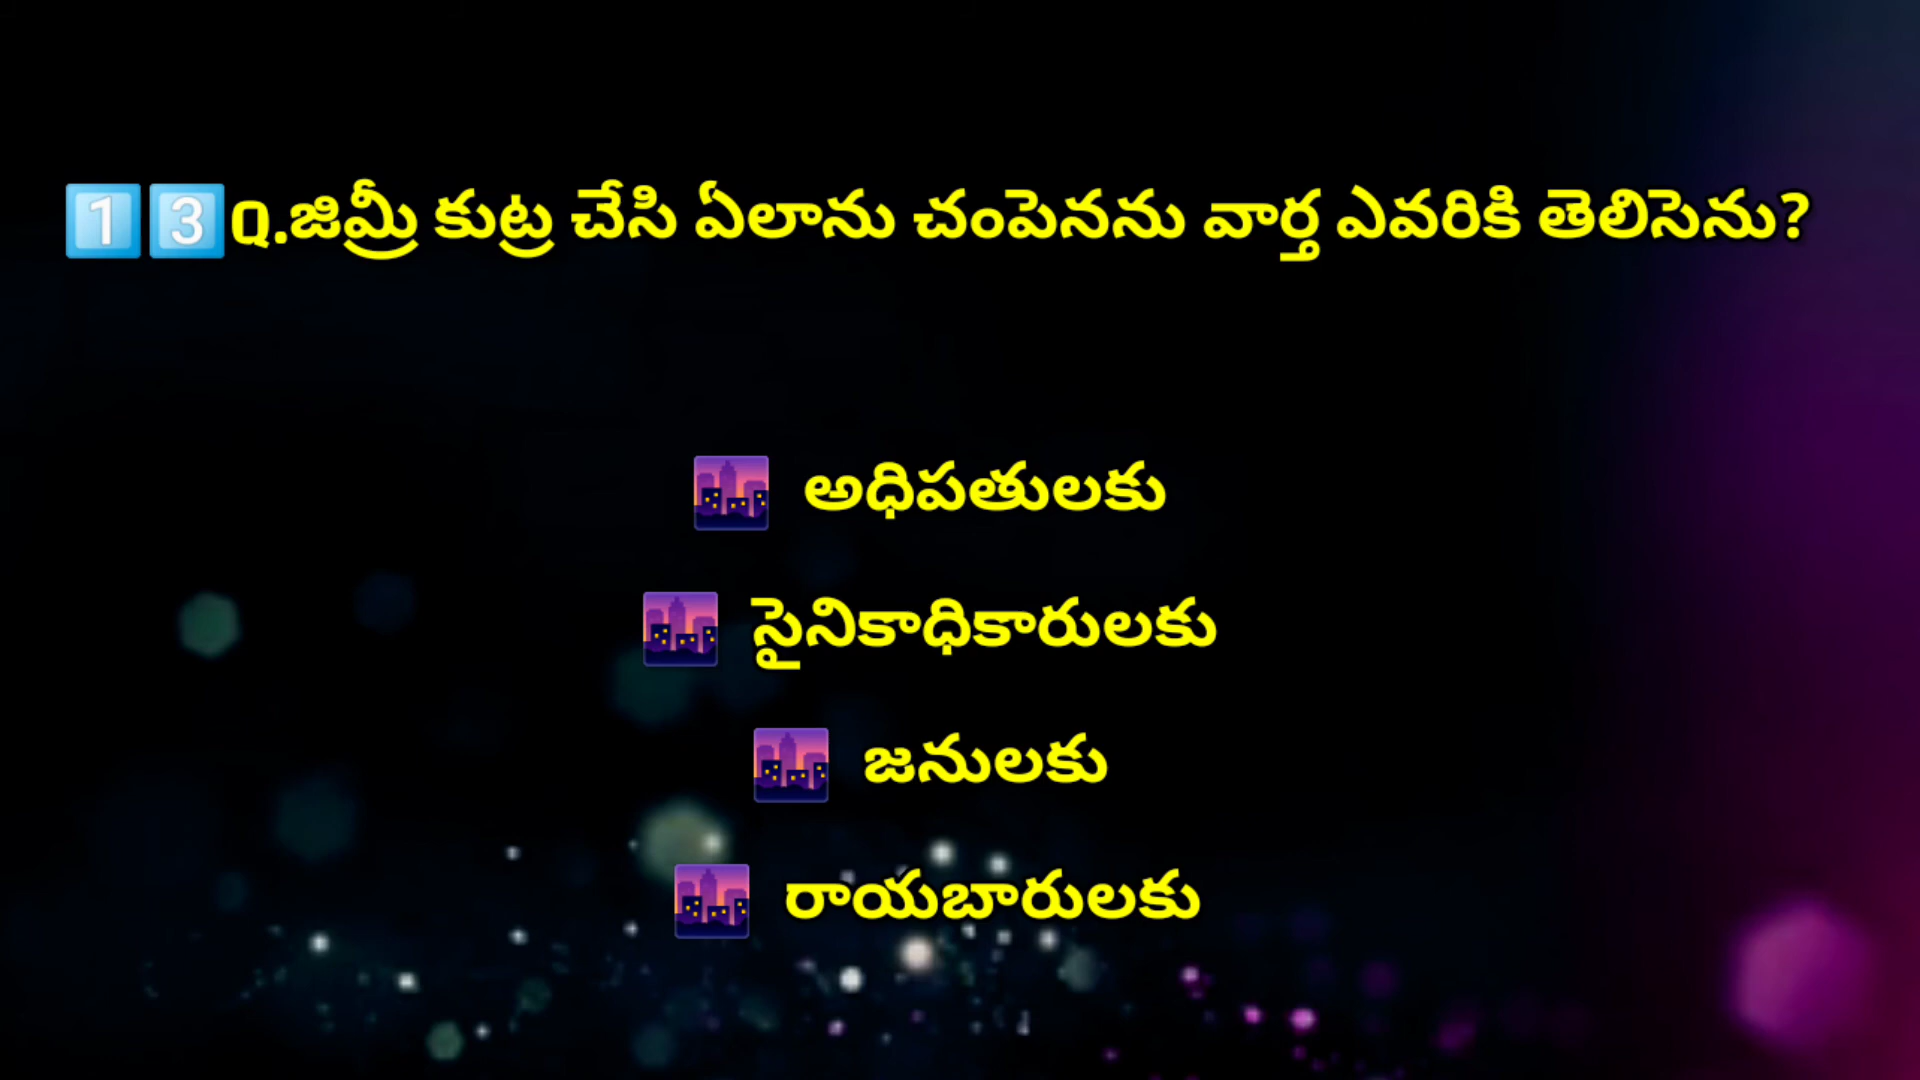 1️⃣3️⃣Q.జిమ్రీ కుట్ర చేసి ఏలాను చంపెనను వార్త ఎవరికి తెలిసెను?
🌆 అధిపతులకు
🌆 సైనికాధికారులకు
🌆 జనులకు
🌆 రాయబారులకు